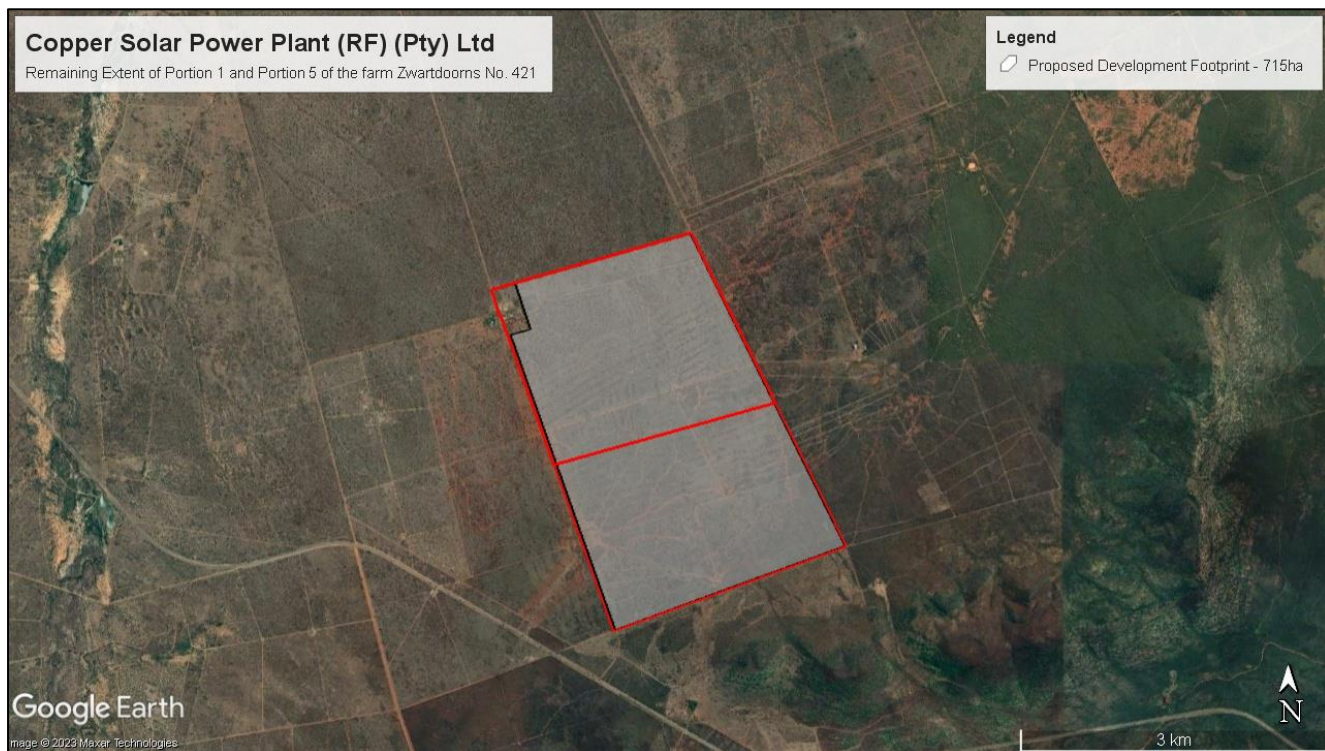 Copper Solar Power Plant (RF) (Pty) Ltd
Remaining Extent of Portion 1 and Portion 5 of the farm Zwartdoorns No. 421
Legend
Proposed Development Footprint - 715ha
Google Earth
mage © 2023 Maxar Technologies
N
3 km